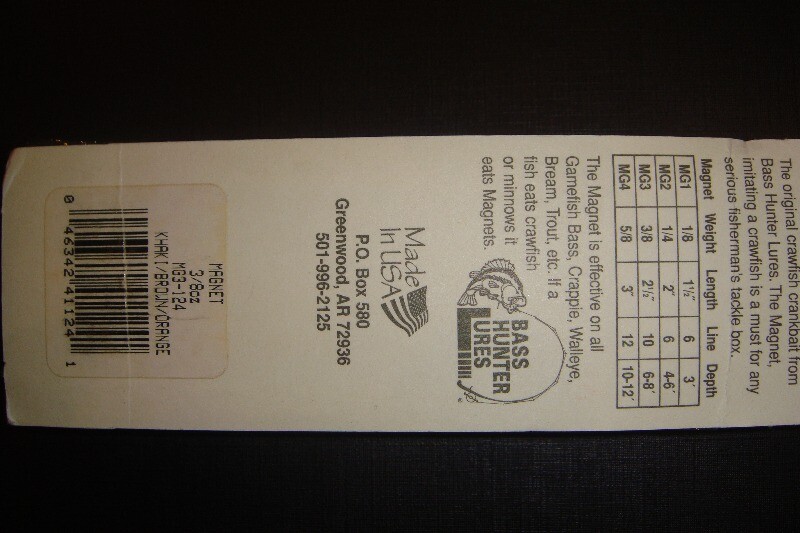 The original crawfish crankbait from
Bass Hunter Lures, The Magnet,
imitating a crawfish is a must for any
serious fisherman's tackle box.
Magnet Weight Length Line Depth
MG1 1/8 1½" 6 3'
MG2 1/4 2" 6 4-6'
MG3 3/8 2½" 10 6-8'
MG4 5/8 3" 12 10-12'
The Magnet is effective on all
Gamefish Bass, Crappie, Walleye,
Bream, Trout, etc. If a
fish eats crawfish
or minnows it
eats Magnets.
BASS
HUNTER
LURES
Made
in USA
P.O. Box 580
Greenwood, AR 72936
501-996-2125
MAGNET
3/8oz
MG3-124
KHAKI/BROWN/ORANGE
0 46342 41124 1